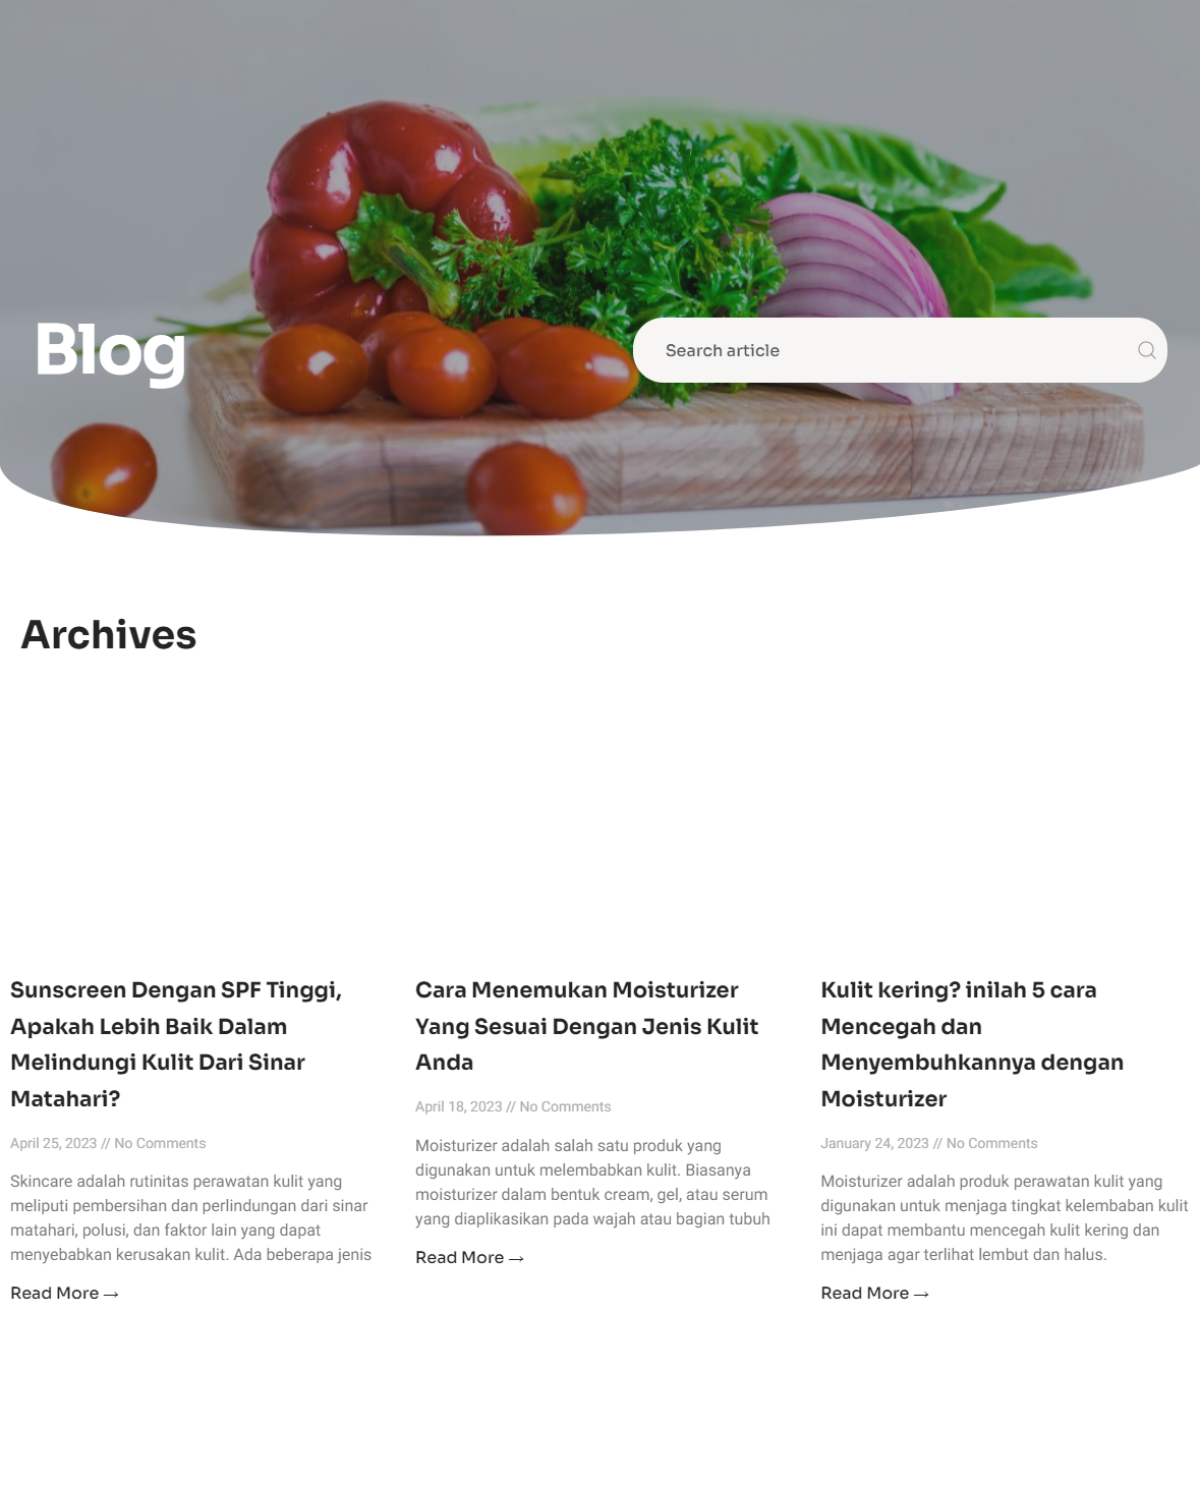 Blog
Search article
Archives
Sunscreen Dengan SPF Tinggi,
Apakah Lebih Baik Dalam
Melindungi Kulit Dari Sinar
Matahari?
April 25, 2023 // No Comments
Skincare adalah rutinitas perawatan kulit yang
meliputi pembersihan dan perlindungan dari sinar
matahari, polusi, dan faktor lain yang dapat
menyebabkan kerusakan kulit. Ada beberapa jenis
Read More →
Cara Menemukan Moisturizer
Yang Sesuai Dengan Jenis Kulit
Anda
April 18, 2023 // No Comments
Moisturizer adalah salah satu produk yang
digunakan untuk melembabkan kulit. Biasanya
moisturizer dalam bentuk cream, gel, atau serum
yang diaplikasikan pada wajah atau bagian tubuh
Read More →
Kulit kering? inilah 5 cara
Mencegah dan
Menyembuhkannya dengan
Moisturizer
January 24, 2023 // No Comments
Moisturizer adalah produk perawatan kulit yang
digunakan untuk menjaga tingkat kelembaban kulit
ini dapat membantu mencegah kulit kering dan
menjaga agar terlihat lembut dan halus.
Read More →